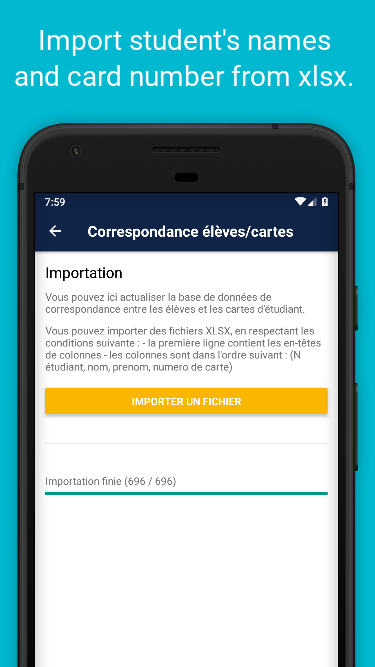 Import student's names
and card number from xlsx.
7:59
Correspondance élèves/cartes
Importation
Vous pouvez ici actualiser la base de données de
correspondance entre les élèves et les cartes d'étudiant.
Vous pouvez importer des fichiers XLSX, en respectant les
conditions suivante : - la première ligne contient les en-têtes
de colonnes - les colonnes sont dans l'ordre suivant : (N
étudiant, nom, prenom, numero de carte)
IMPORTER UN FICHIER
Importation finie (696 / 696)